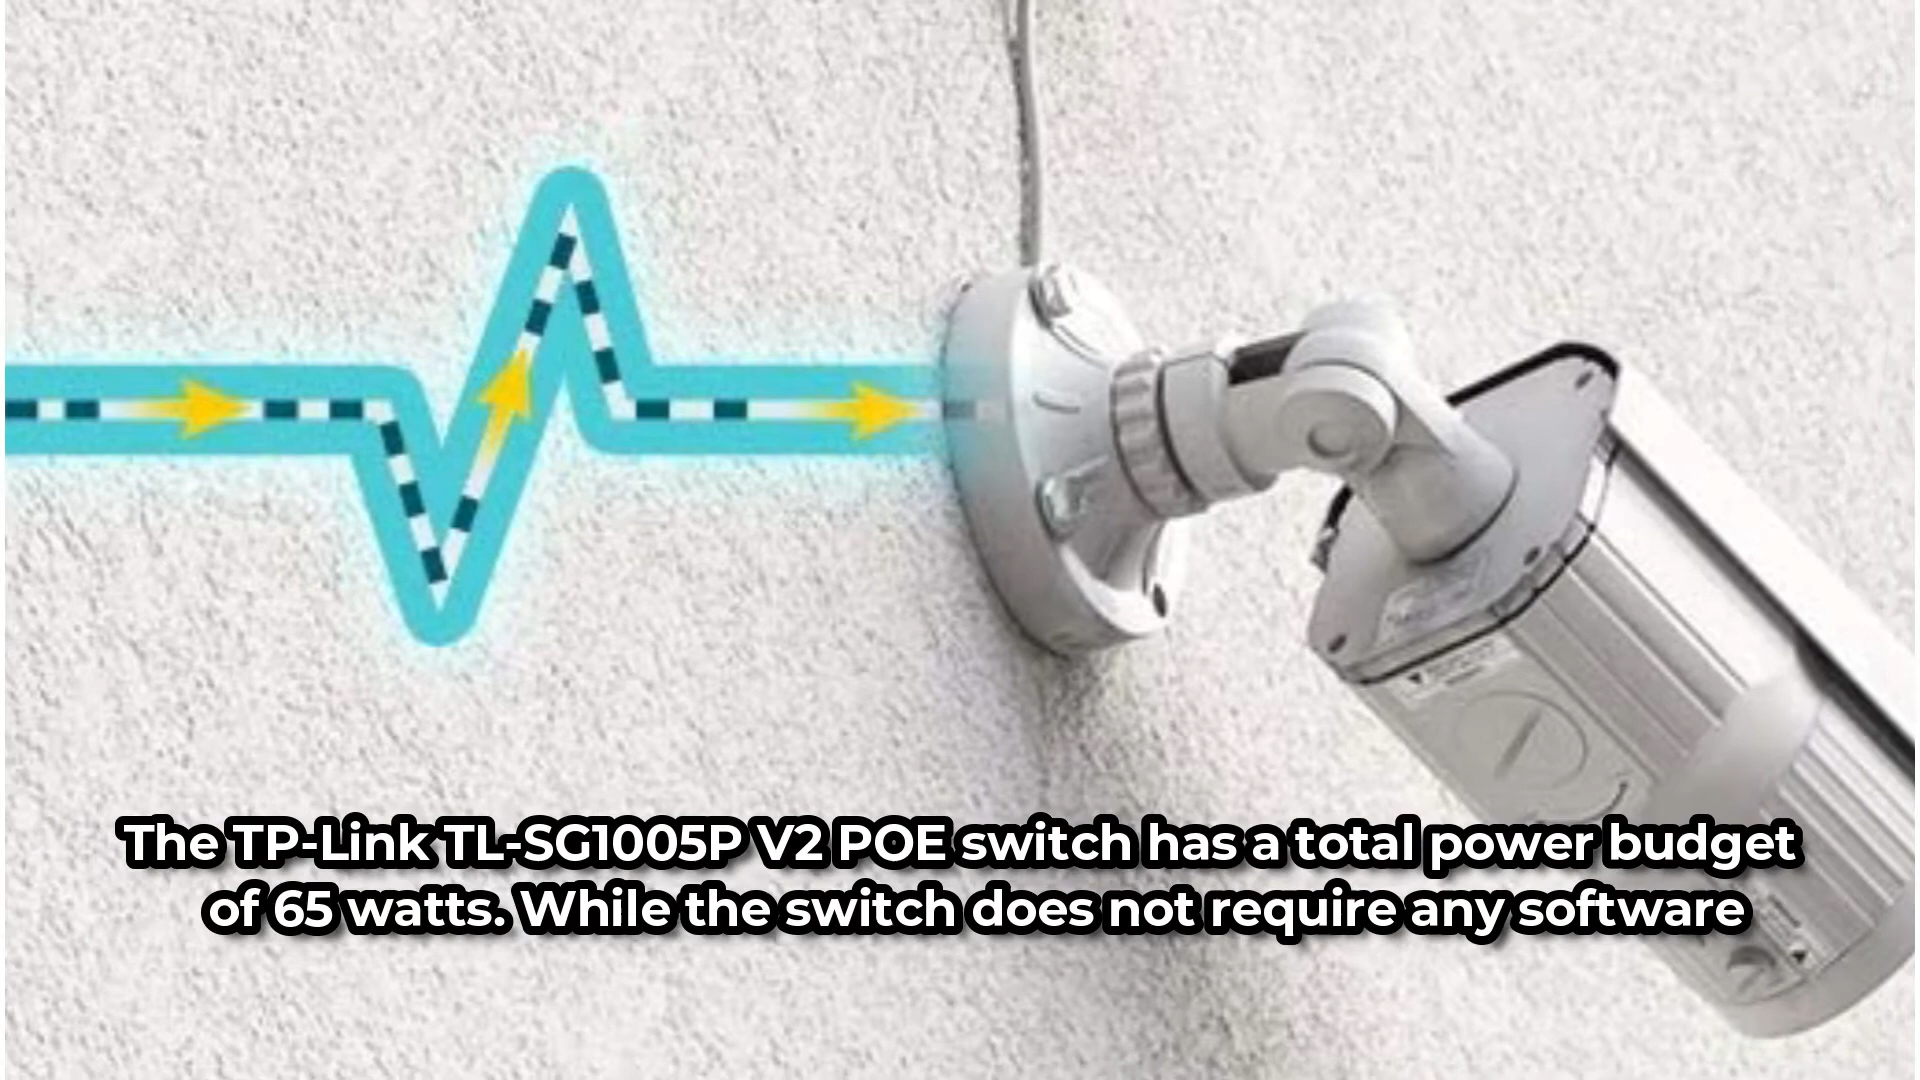 The TP-Link TL-SG1005P V2 POE switch has a total power budget
of 65 watts. While the switch does not require any software